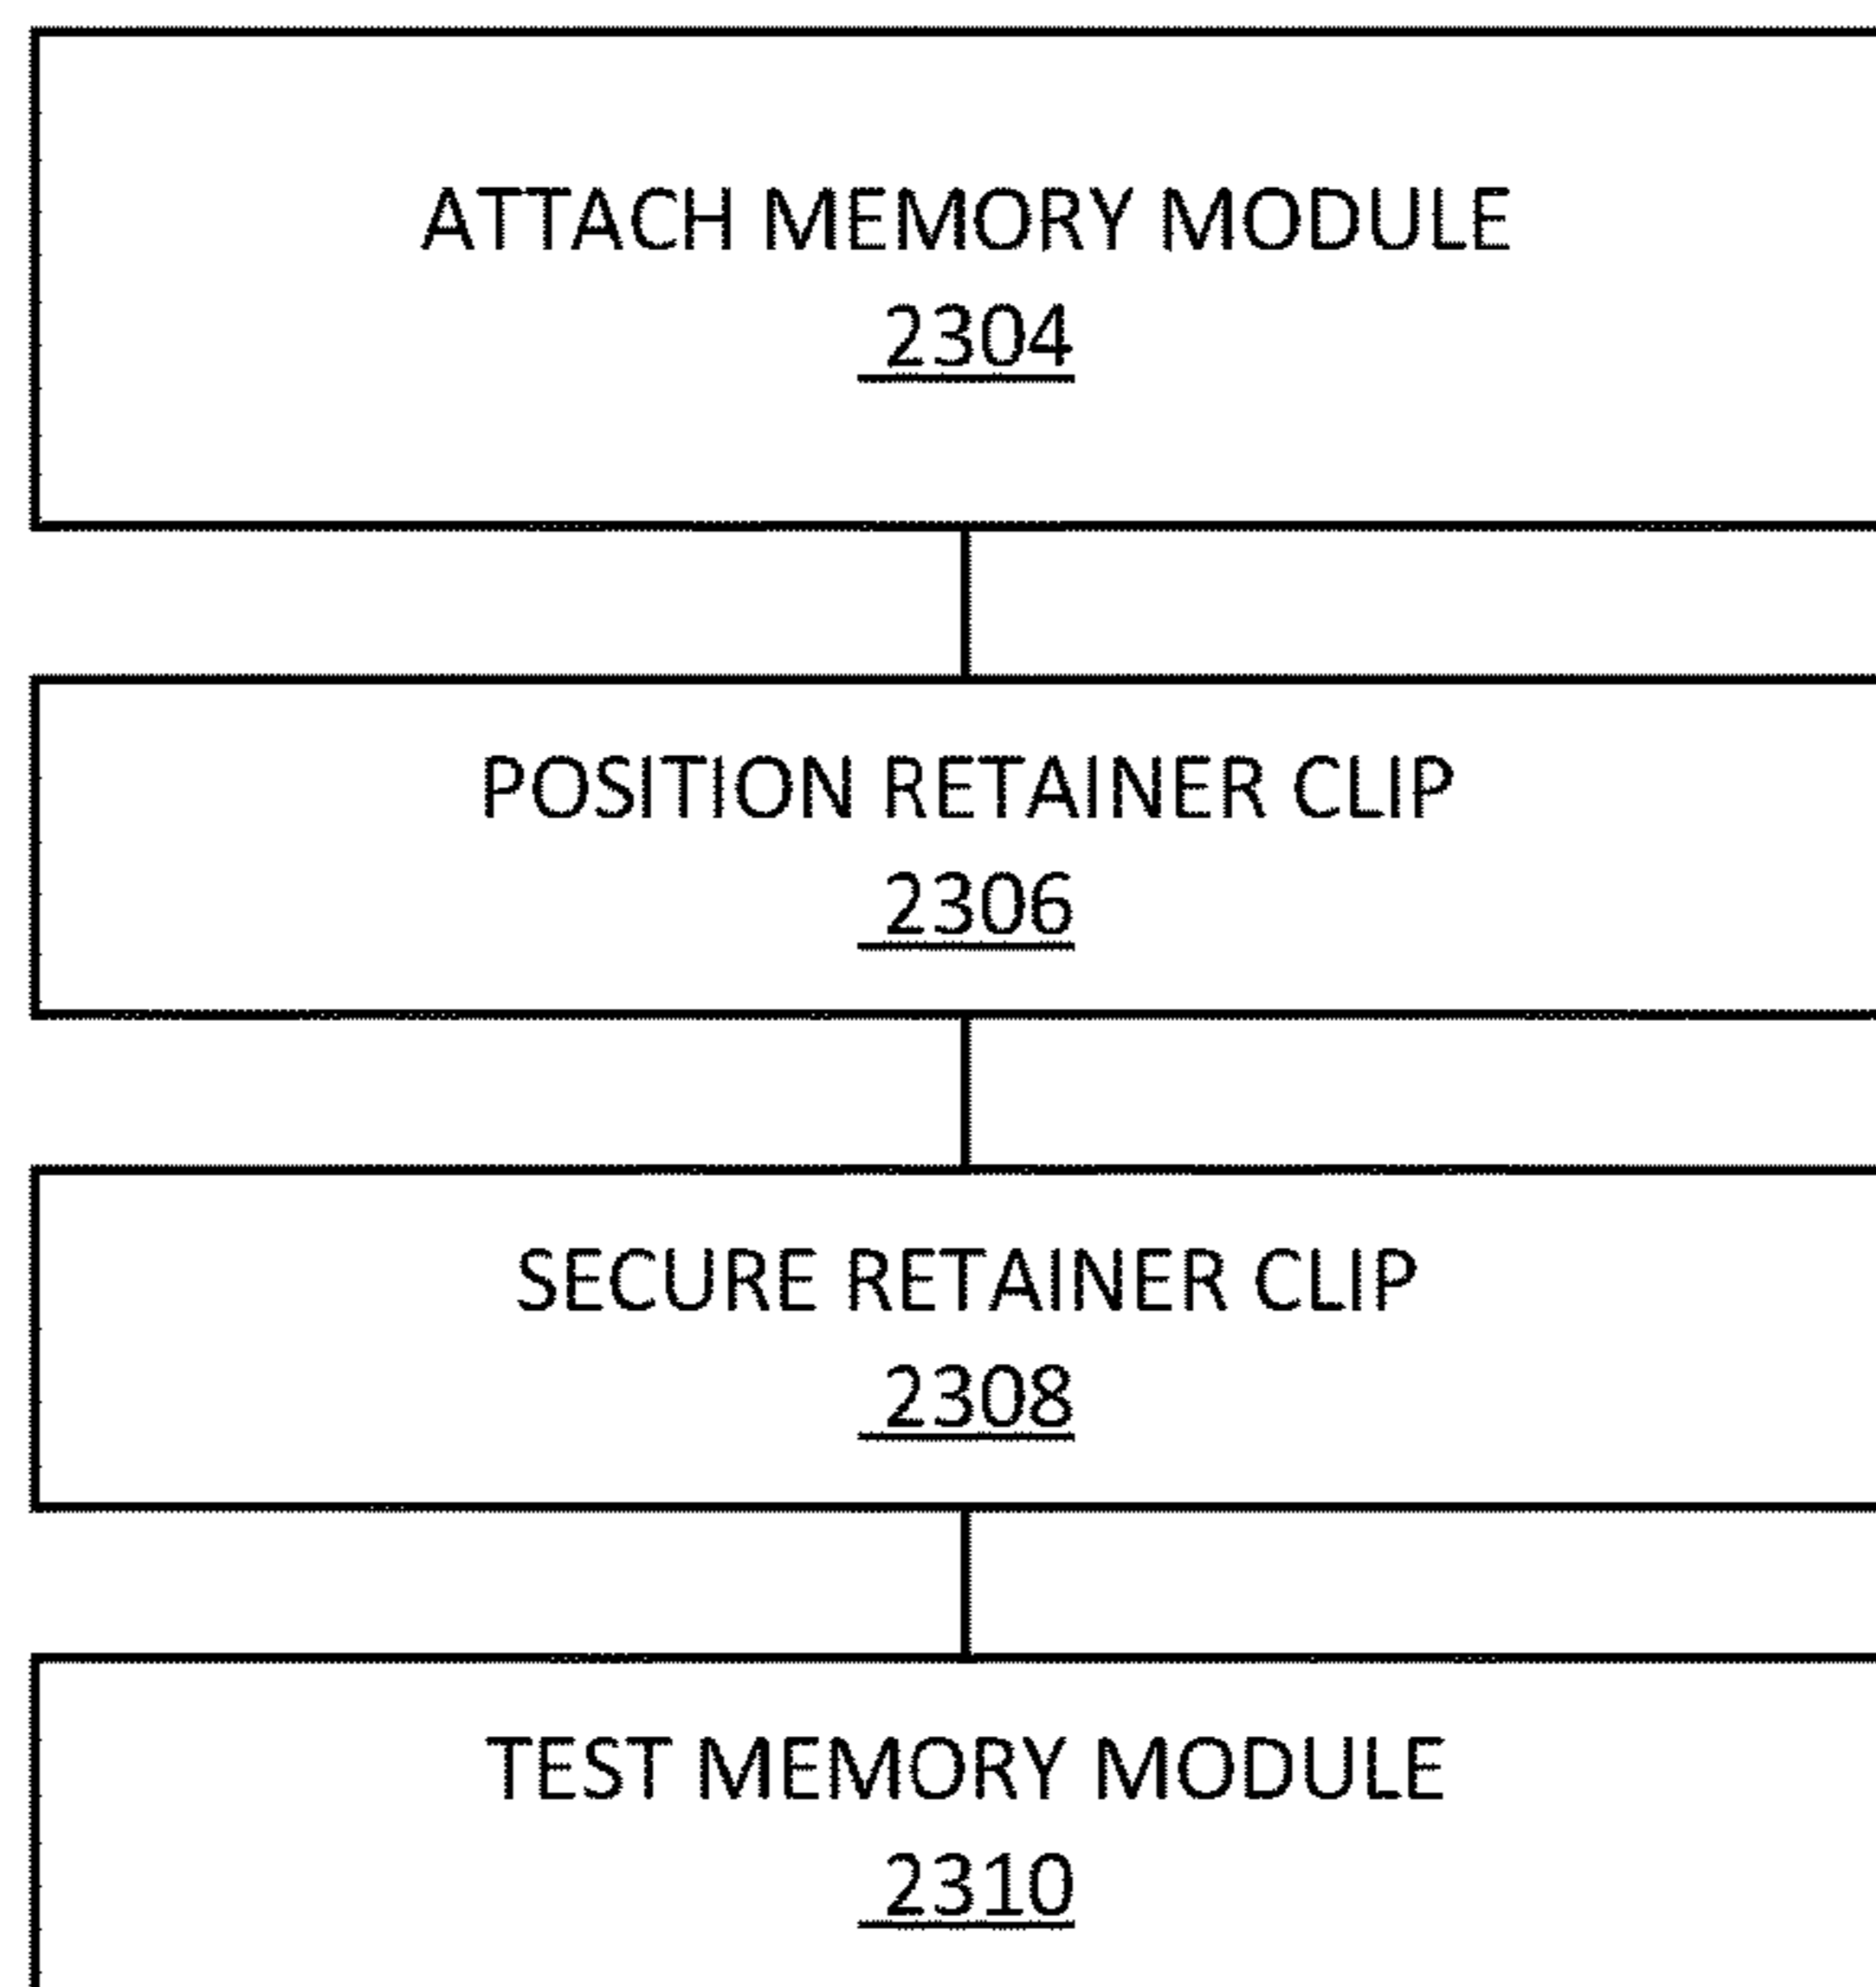 ATTACH MEMORY MODULE
2304
POSITION RETAINER CLIP
2306
SECURE RETAINER CLIP
2308
TEST MEMORY MODULE
2310